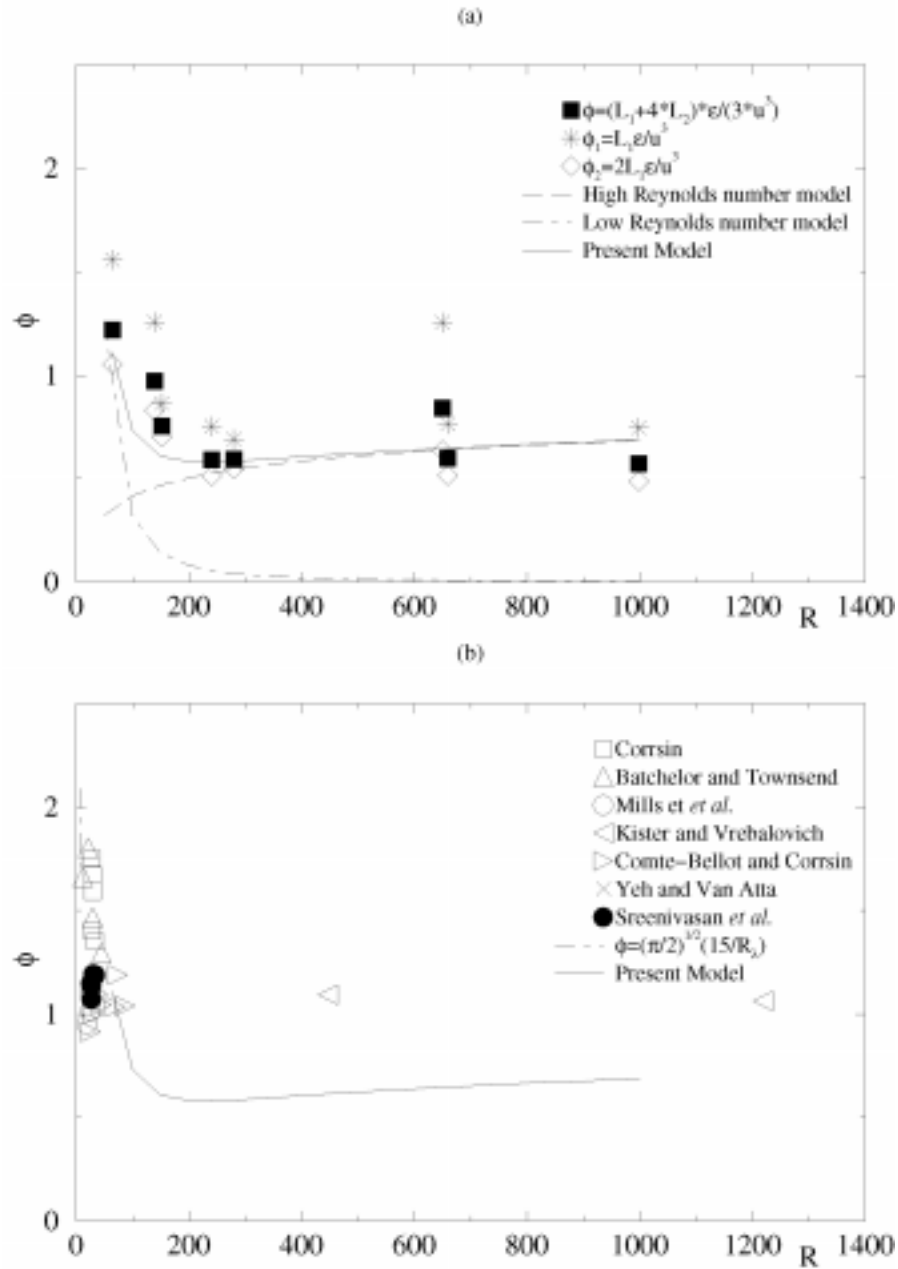 (a)
ϕ=(L₁+4*L₂)*ε/(3*u³)
ϕ₁=L₁ε/u³
ϕ₂=2L₂ε/u³
High Reynolds number model
Low Reynolds number model
Present Model
ϕ
2
1
0
0 200 400 600 800 1000 1200 1400
R
(b)
Corrsin
Batchelor and Townsend
Mills et et al.
Kister and Vrebalovich
Comte-Bellot and Corrsin
Yeh and Van Atta
Sreenivasan et al.
ϕ=(π/2)^{3/2}(15/R_λ)
Present Model
ϕ
2
1
0
0 200 400 600 800 1000 1200 1400
R